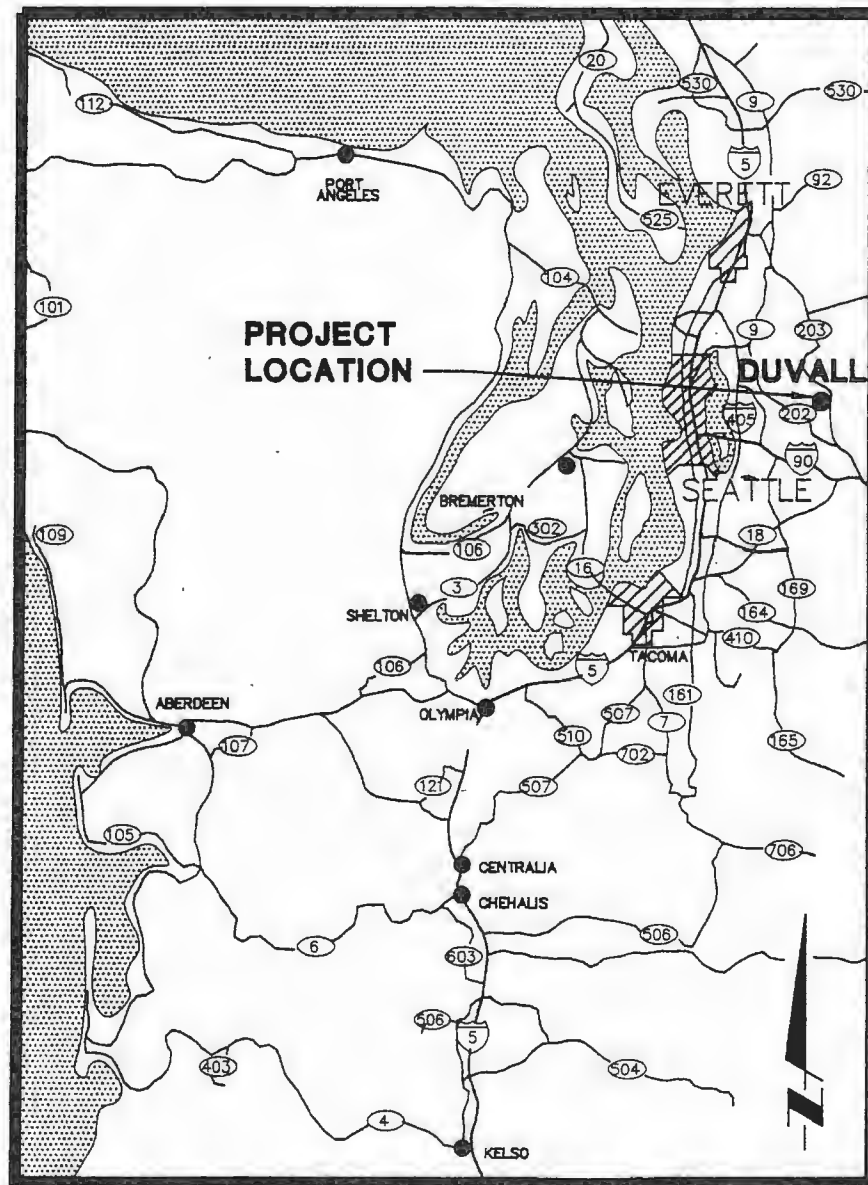 20
530
9
530
112
5
PORT
ANGELES
92
EVERETT
525
104
101
PROJECT
LOCATION
9
203
DUVALL
405
202
90
SEATTLE
BREMERTON
109
302
106
18
16
3
169
SHELTON
164
410
TACOMA
106
5
161
ABERDEEN
OLYMPIA
507
7
107
510
702
165
121
507
105
706
CENTRALIA
CHEHALIS
6
506
603
506
5
403
504
4
KELSO
N